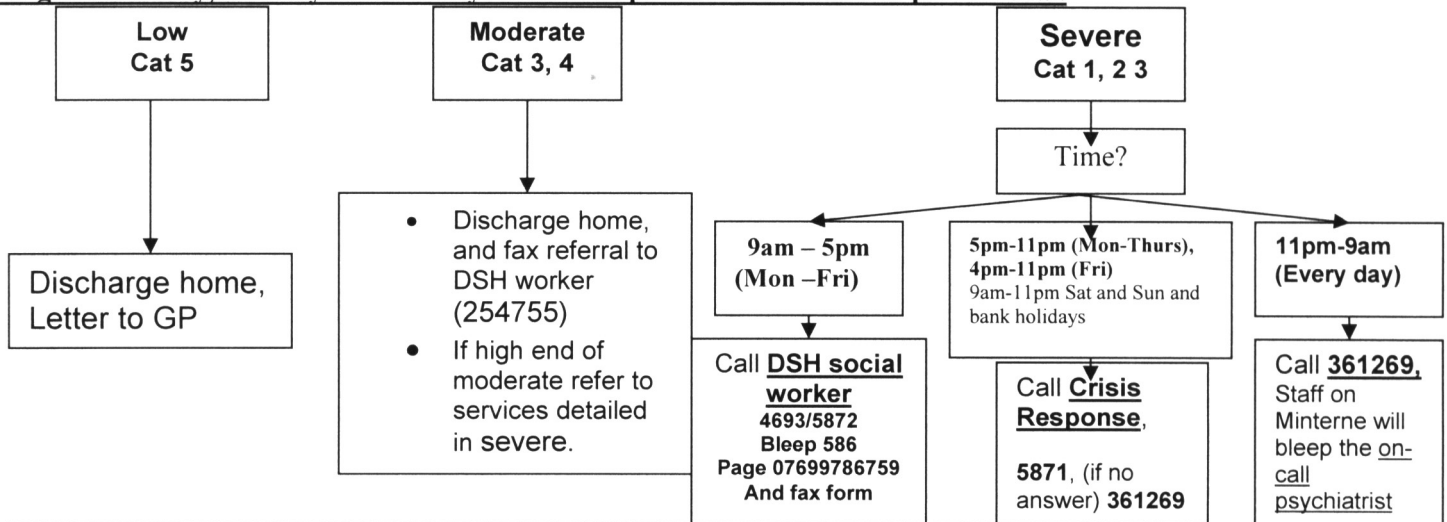 Low
Cat 5
Moderate
Cat 3, 4
Severe
Cat 1, 2 3
Time?
Discharge home,
Letter to GP
• Discharge home,
and fax referral to
DSH worker
(254755)
• If high end of
moderate refer to
services detailed
in severe.
9am – 5pm
(Mon –Fri)
5pm-11pm (Mon-Thurs),
4pm-11pm (Fri)
9am-11pm Sat and Sun and
bank holidays
11pm-9am
(Every day)
Call DSH social
worker
4693/5872
Bleep 586
Page 07699786759
And fax form
Call Crisis
Response,
5871, (if no
answer) 361269
Call 361269,
Staff on
Minterne will
bleep the on-
call
psychiatrist